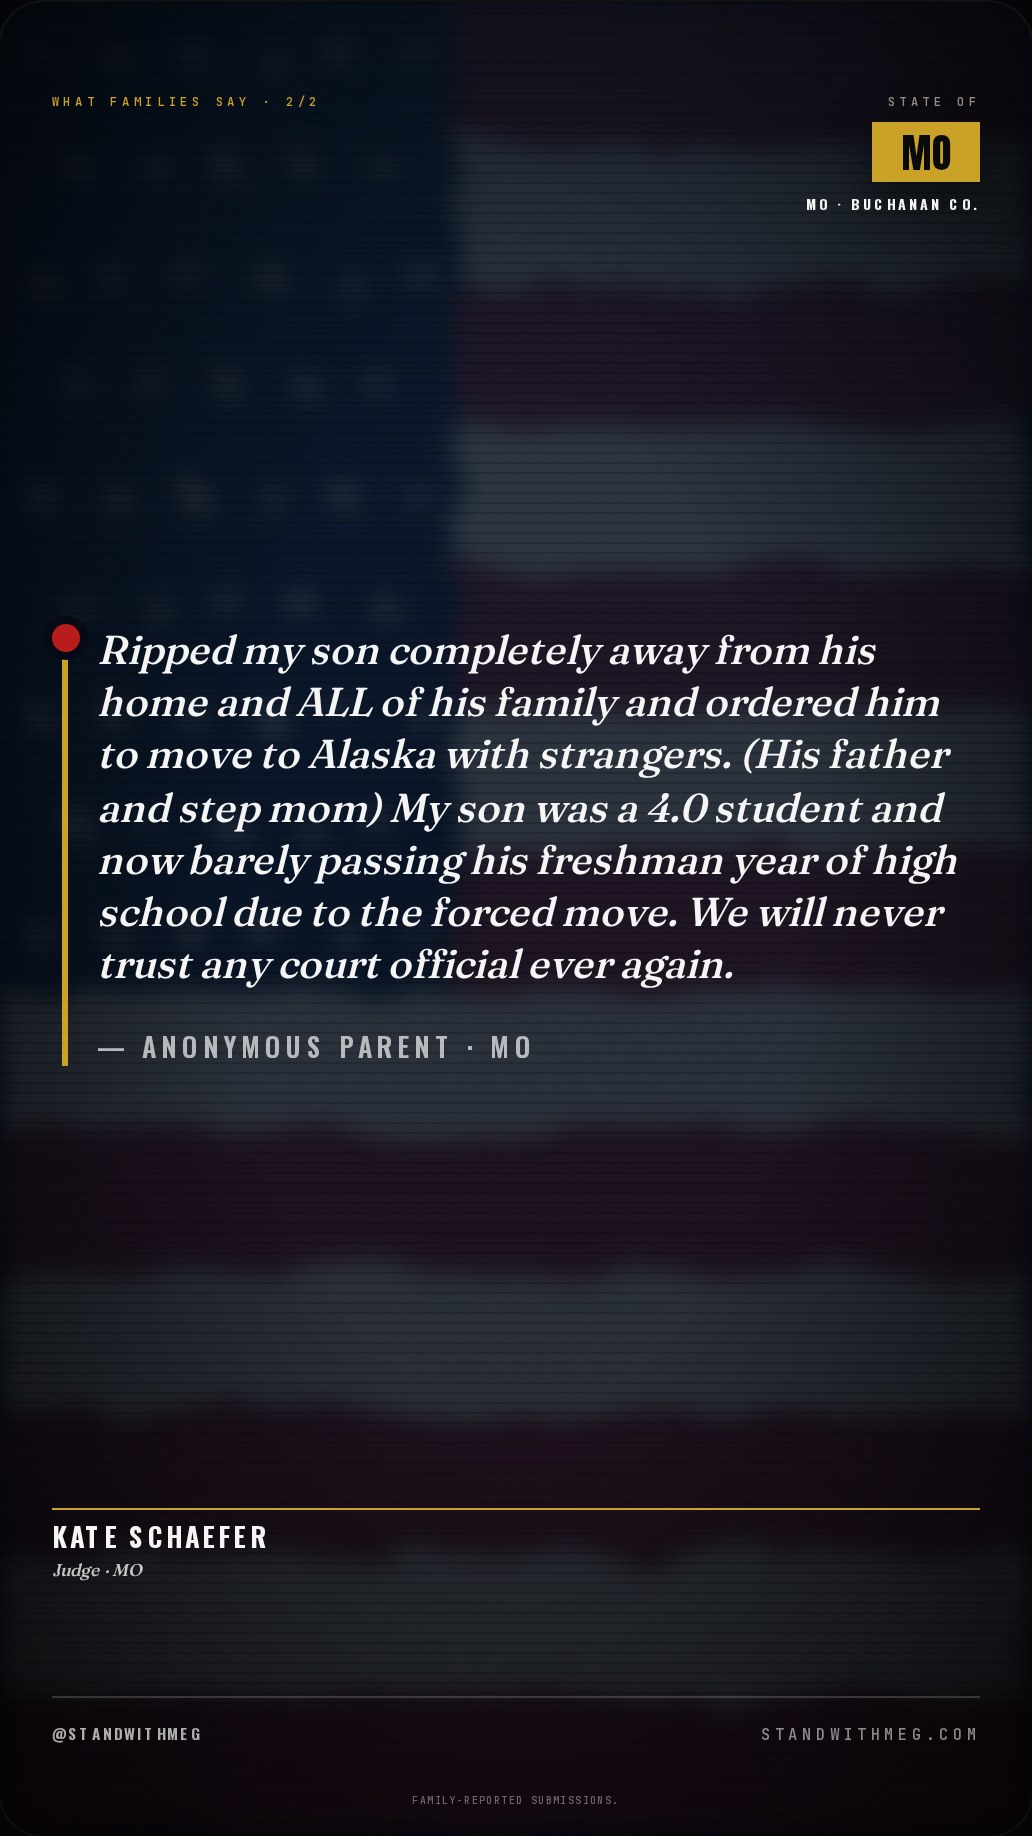 WHAT FAMILIES SAY · 2/2
STATE OF
MO
MO · BUCHANAN CO.
Ripped my son completely away from his
home and ALL of his family and ordered him
to move to Alaska with strangers. (His father
and step mom) My son was a 4.0 student and
now barely passing his freshman year of high
school due to the forced move. We will never
trust any court official ever again.
— ANONYMOUS PARENT · MO
KATE SCHAEFER
Judge · MO
@STANDWITHMEG
STANDWITHMEG.COM
FAMILY-REPORTED SUBMISSIONS.